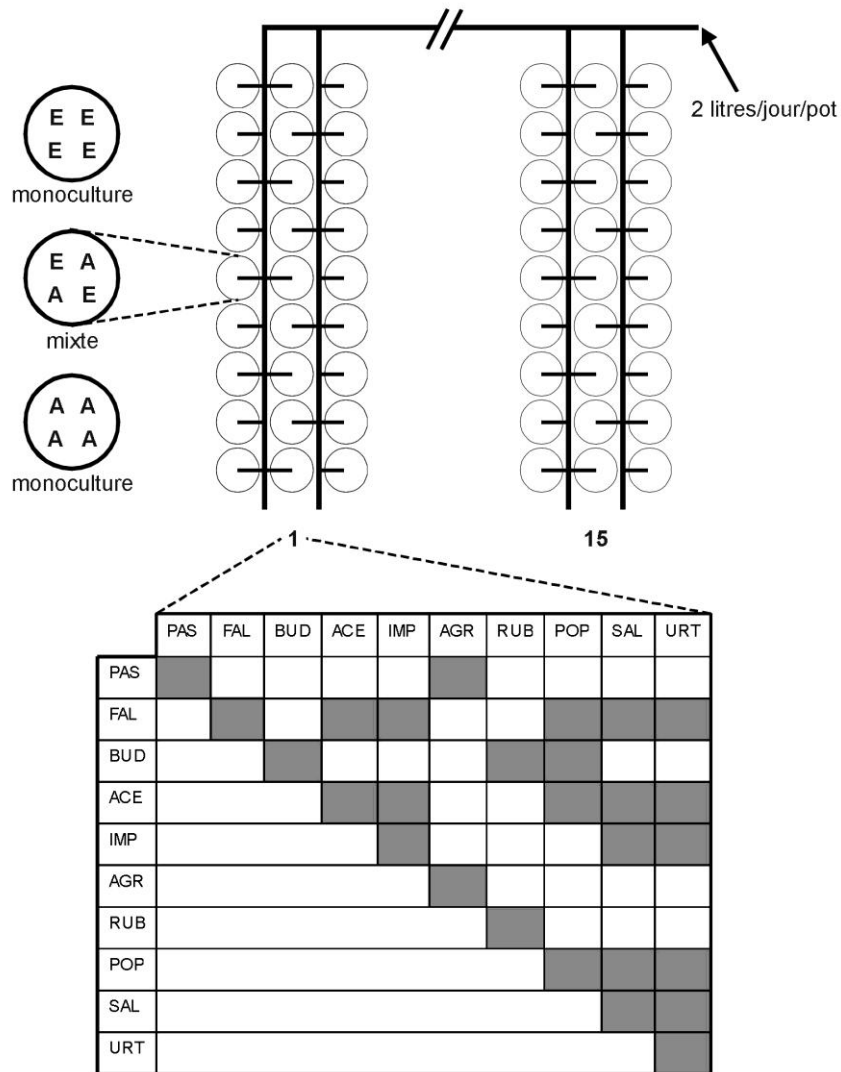 2 litres/jour/pot
E E
E E
monoculture
E A
A E
mixte
A A
A A
monoculture
1 15
PAS FAL BUD ACE IMP AGR RUB POP SAL URT
PAS
FAL
BUD
ACE
IMP
AGR
RUB
POP
SAL
URT